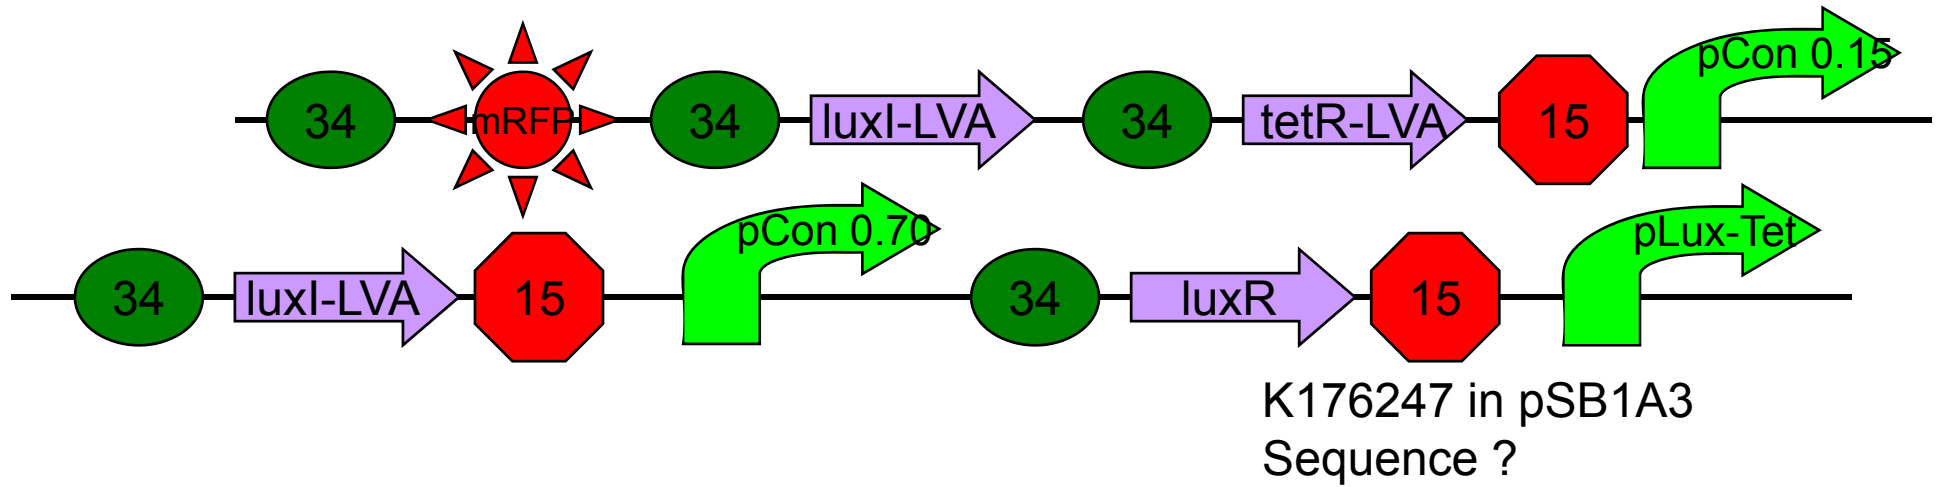 34 mRFP 34 luxI-LVA 34 tetR-LVA 15 pCon 0.15
34 luxI-LVA 15 pCon 0.70 34 luxR 15 pLux-Tet
K176247 in pSB1A3
Sequence ?